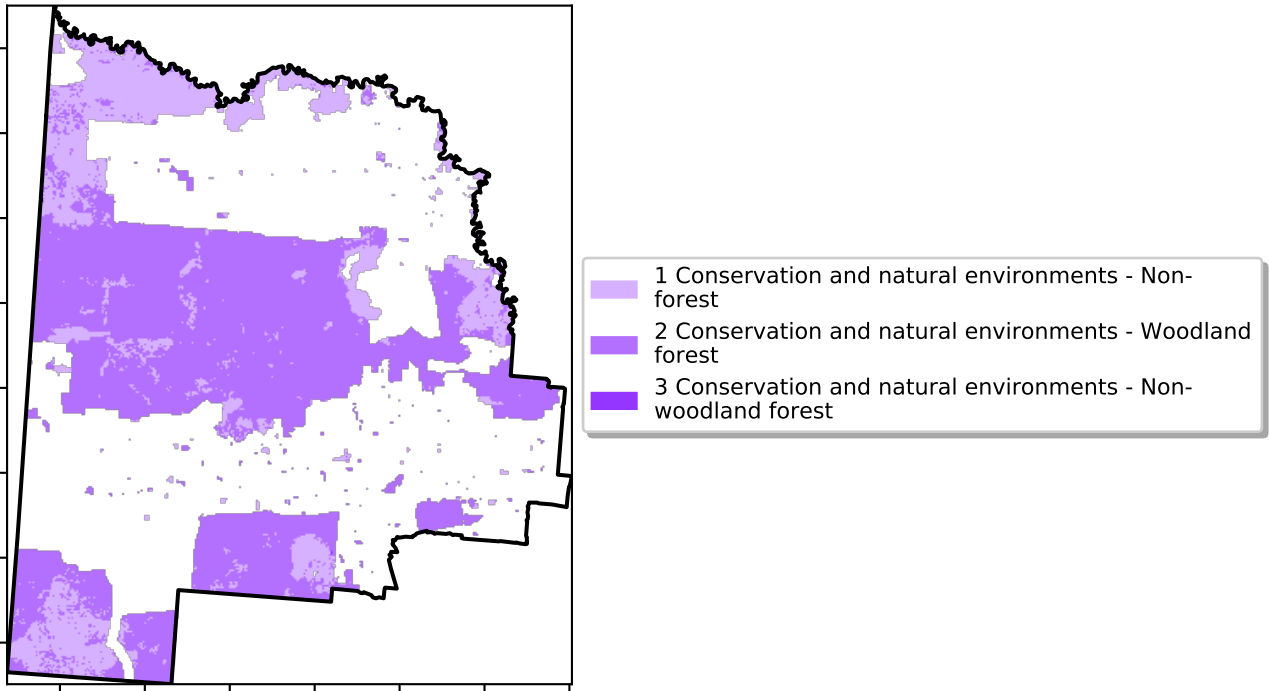 1 Conservation and natural environments - Non-
forest
2 Conservation and natural environments - Woodland
forest
3 Conservation and natural environments - Non-
woodland forest